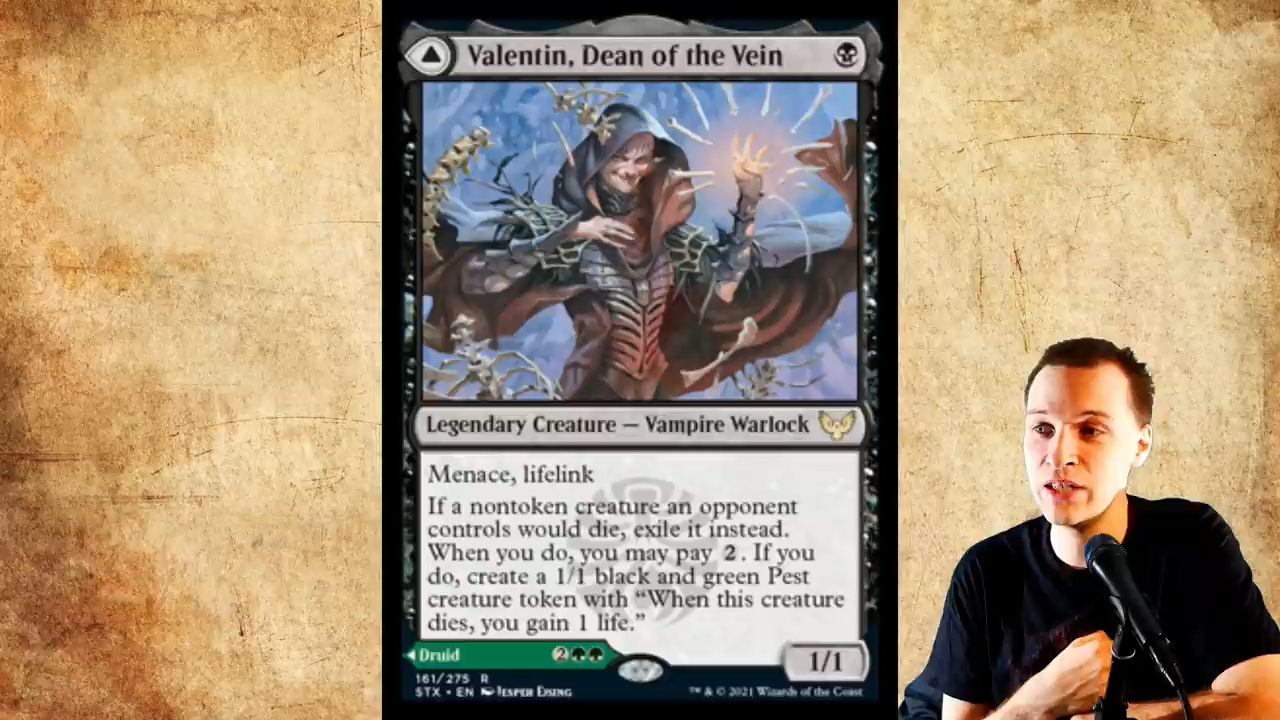 Valentin, Dean of the Vein
Legendary Creature — Vampire Warlock
Menace, lifelink
If a nontoken creature an opponent
controls would die, exile it instead.
When you do, you may pay 2. If you
do, create a 1/1 black and green Pest
creature token with “When this creature
dies, you gain 1 life.”
Druid 2
1/1
161/275 R
STX • EN Jesper Ejsing
™ & © 2021 Wizards of the Coast